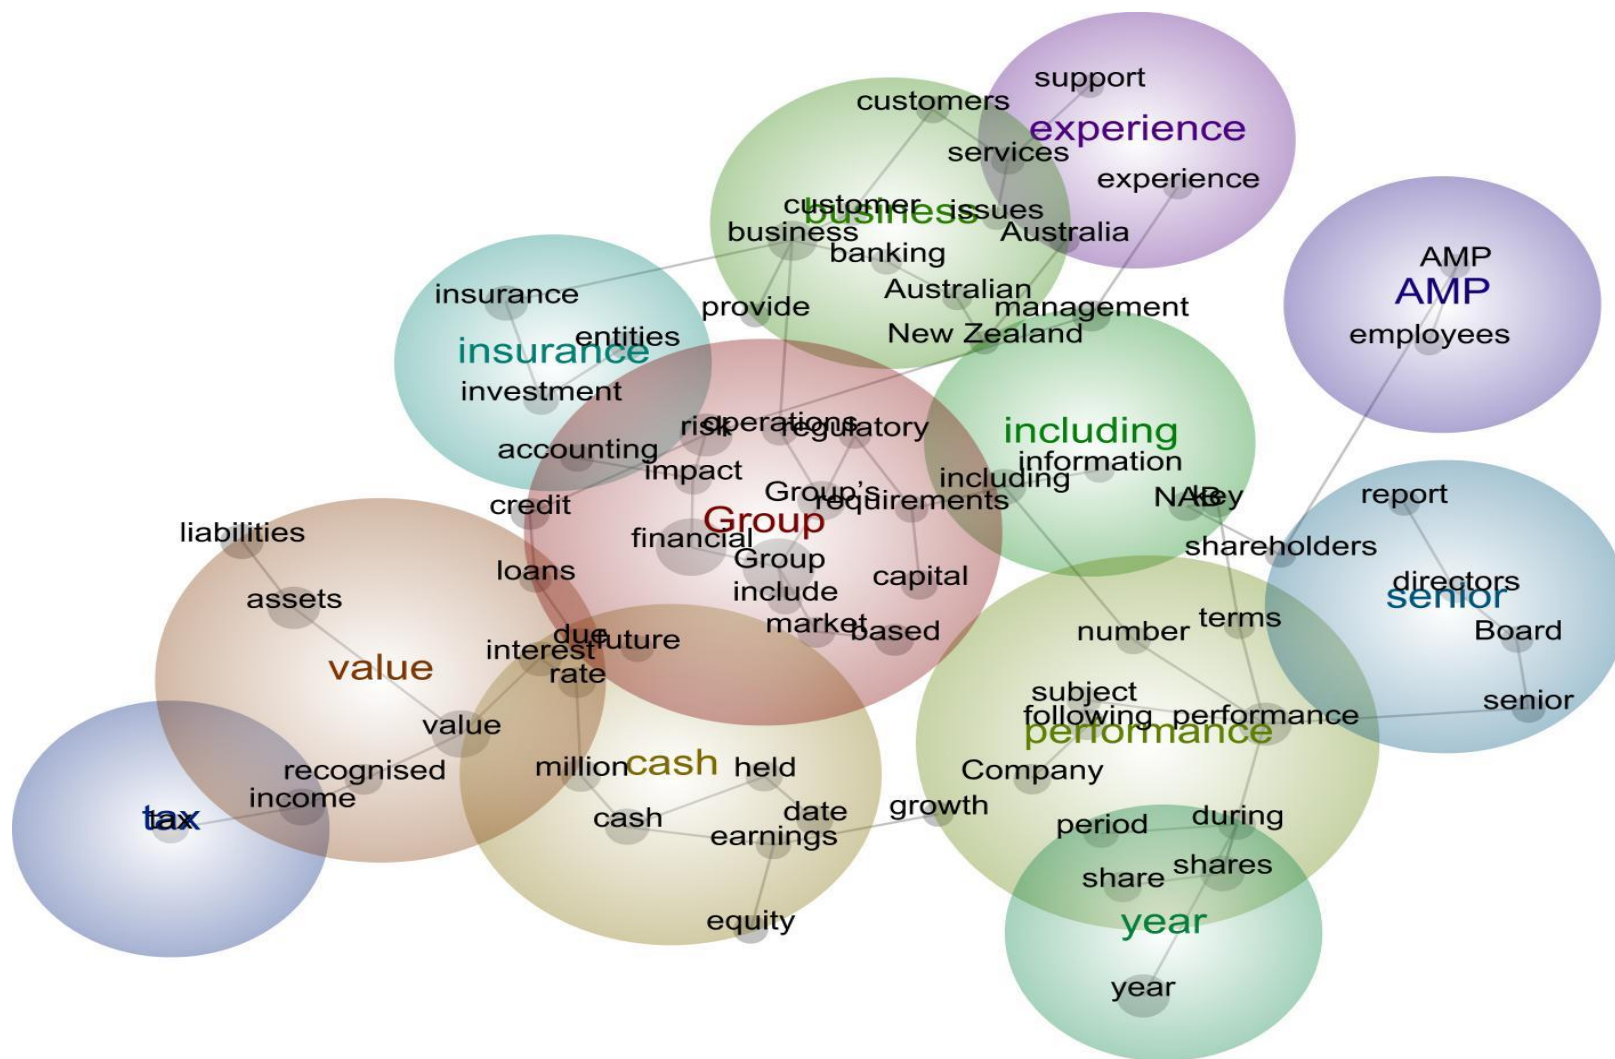 support
customers
experience
services
experience
customer
business
issues
business
Australia
banking
AMP
Australian
AMP
insurance
provide
management
New Zealand
employees
entities
insurance
investment
risk
operations
regulatory
including
accounting
information
impact
including
Group's
requirements
NAB
key
report
credit
Group
liabilities
financial
shareholders
Group
loans
capital
directors
include
senior
assets
market
based
terms
number
Board
due
future
interest
value
rate
subject
senior
following
performance
performance
value
cash
million
held
recognised
Company
income
growth
date
during
tax
tax
cash
earnings
period
shares
share
equity
year
year